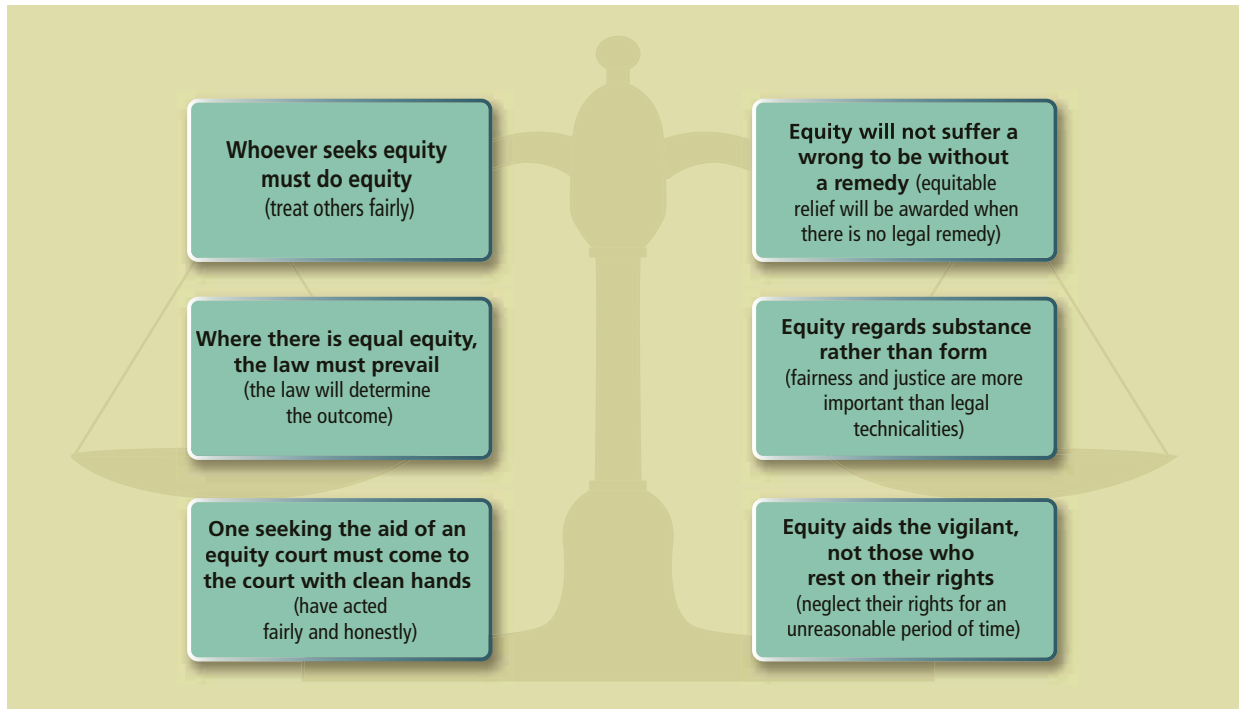 Whoever seeks equity
must do equity
(treat others fairly)
Where there is equal equity,
the law must prevail
(the law will determine
the outcome)
One seeking the aid of an
equity court must come to
the court with clean hands
(have acted
fairly and honestly)
Equity will not suffer a
wrong to be without
a remedy (equitable
relief will be awarded when
there is no legal remedy)
Equity regards substance
rather than form
(fairness and justice are more
important than legal
technicalities)
Equity aids the vigilant,
not those who
rest on their rights
(neglect their rights for an
unreasonable period of time)